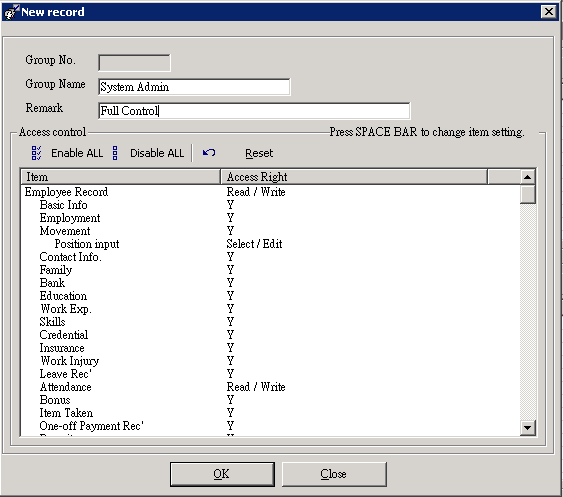 New record
Group No.
Group Name System Admin
Remark Full Control
Access control Press SPACE BAR to change item setting.
Enable ALL Disable ALL Reset
Item Access Right
Employee Record Read / Write
Basic Info Y
Employment Y
Movement Y
Position input Select / Edit
Contact Info. Y
Family Y
Bank Y
Education Y
Work Exp. Y
Skills Y
Credential Y
Insurance Y
Work Injury Y
Leave Rec' Y
Attendance Read / Write
Bonus Y
Item Taken Y
One-off Payment Rec' Y
OK Close